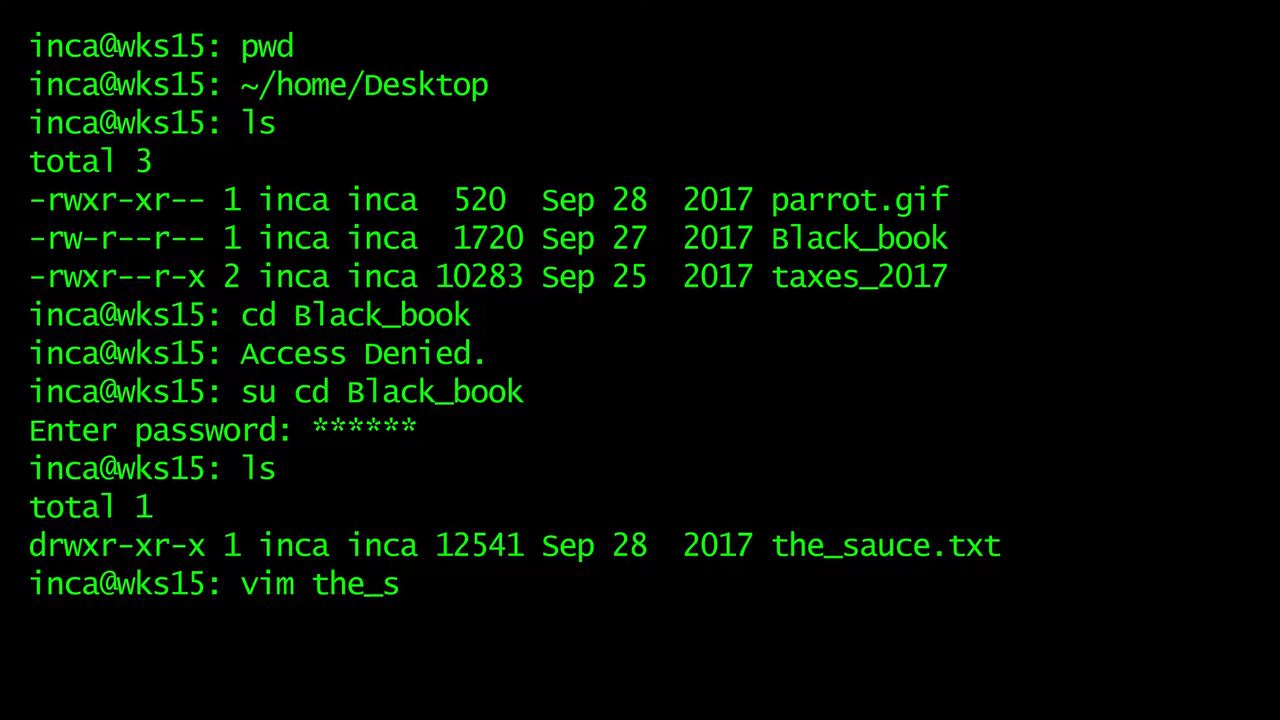 inca@wks15: pwd
inca@wks15: ~/home/Desktop
inca@wks15: ls
total 3
-rwxr-xr-- 1 inca inca  520  Sep 28  2017 parrot.gif
-rw-r--r-- 1 inca inca  1720 Sep 27  2017 Black_book
-rwxr--r-x 2 inca inca 10283 Sep 25  2017 taxes_2017
inca@wks15: cd Black_book
inca@wks15: Access Denied.
inca@wks15: su cd Black_book
Enter password: ******
inca@wks15: ls
total 1
drwxr-xr-x 1 inca inca 12541 Sep 28  2017 the_sauce.txt
inca@wks15: vim the_s